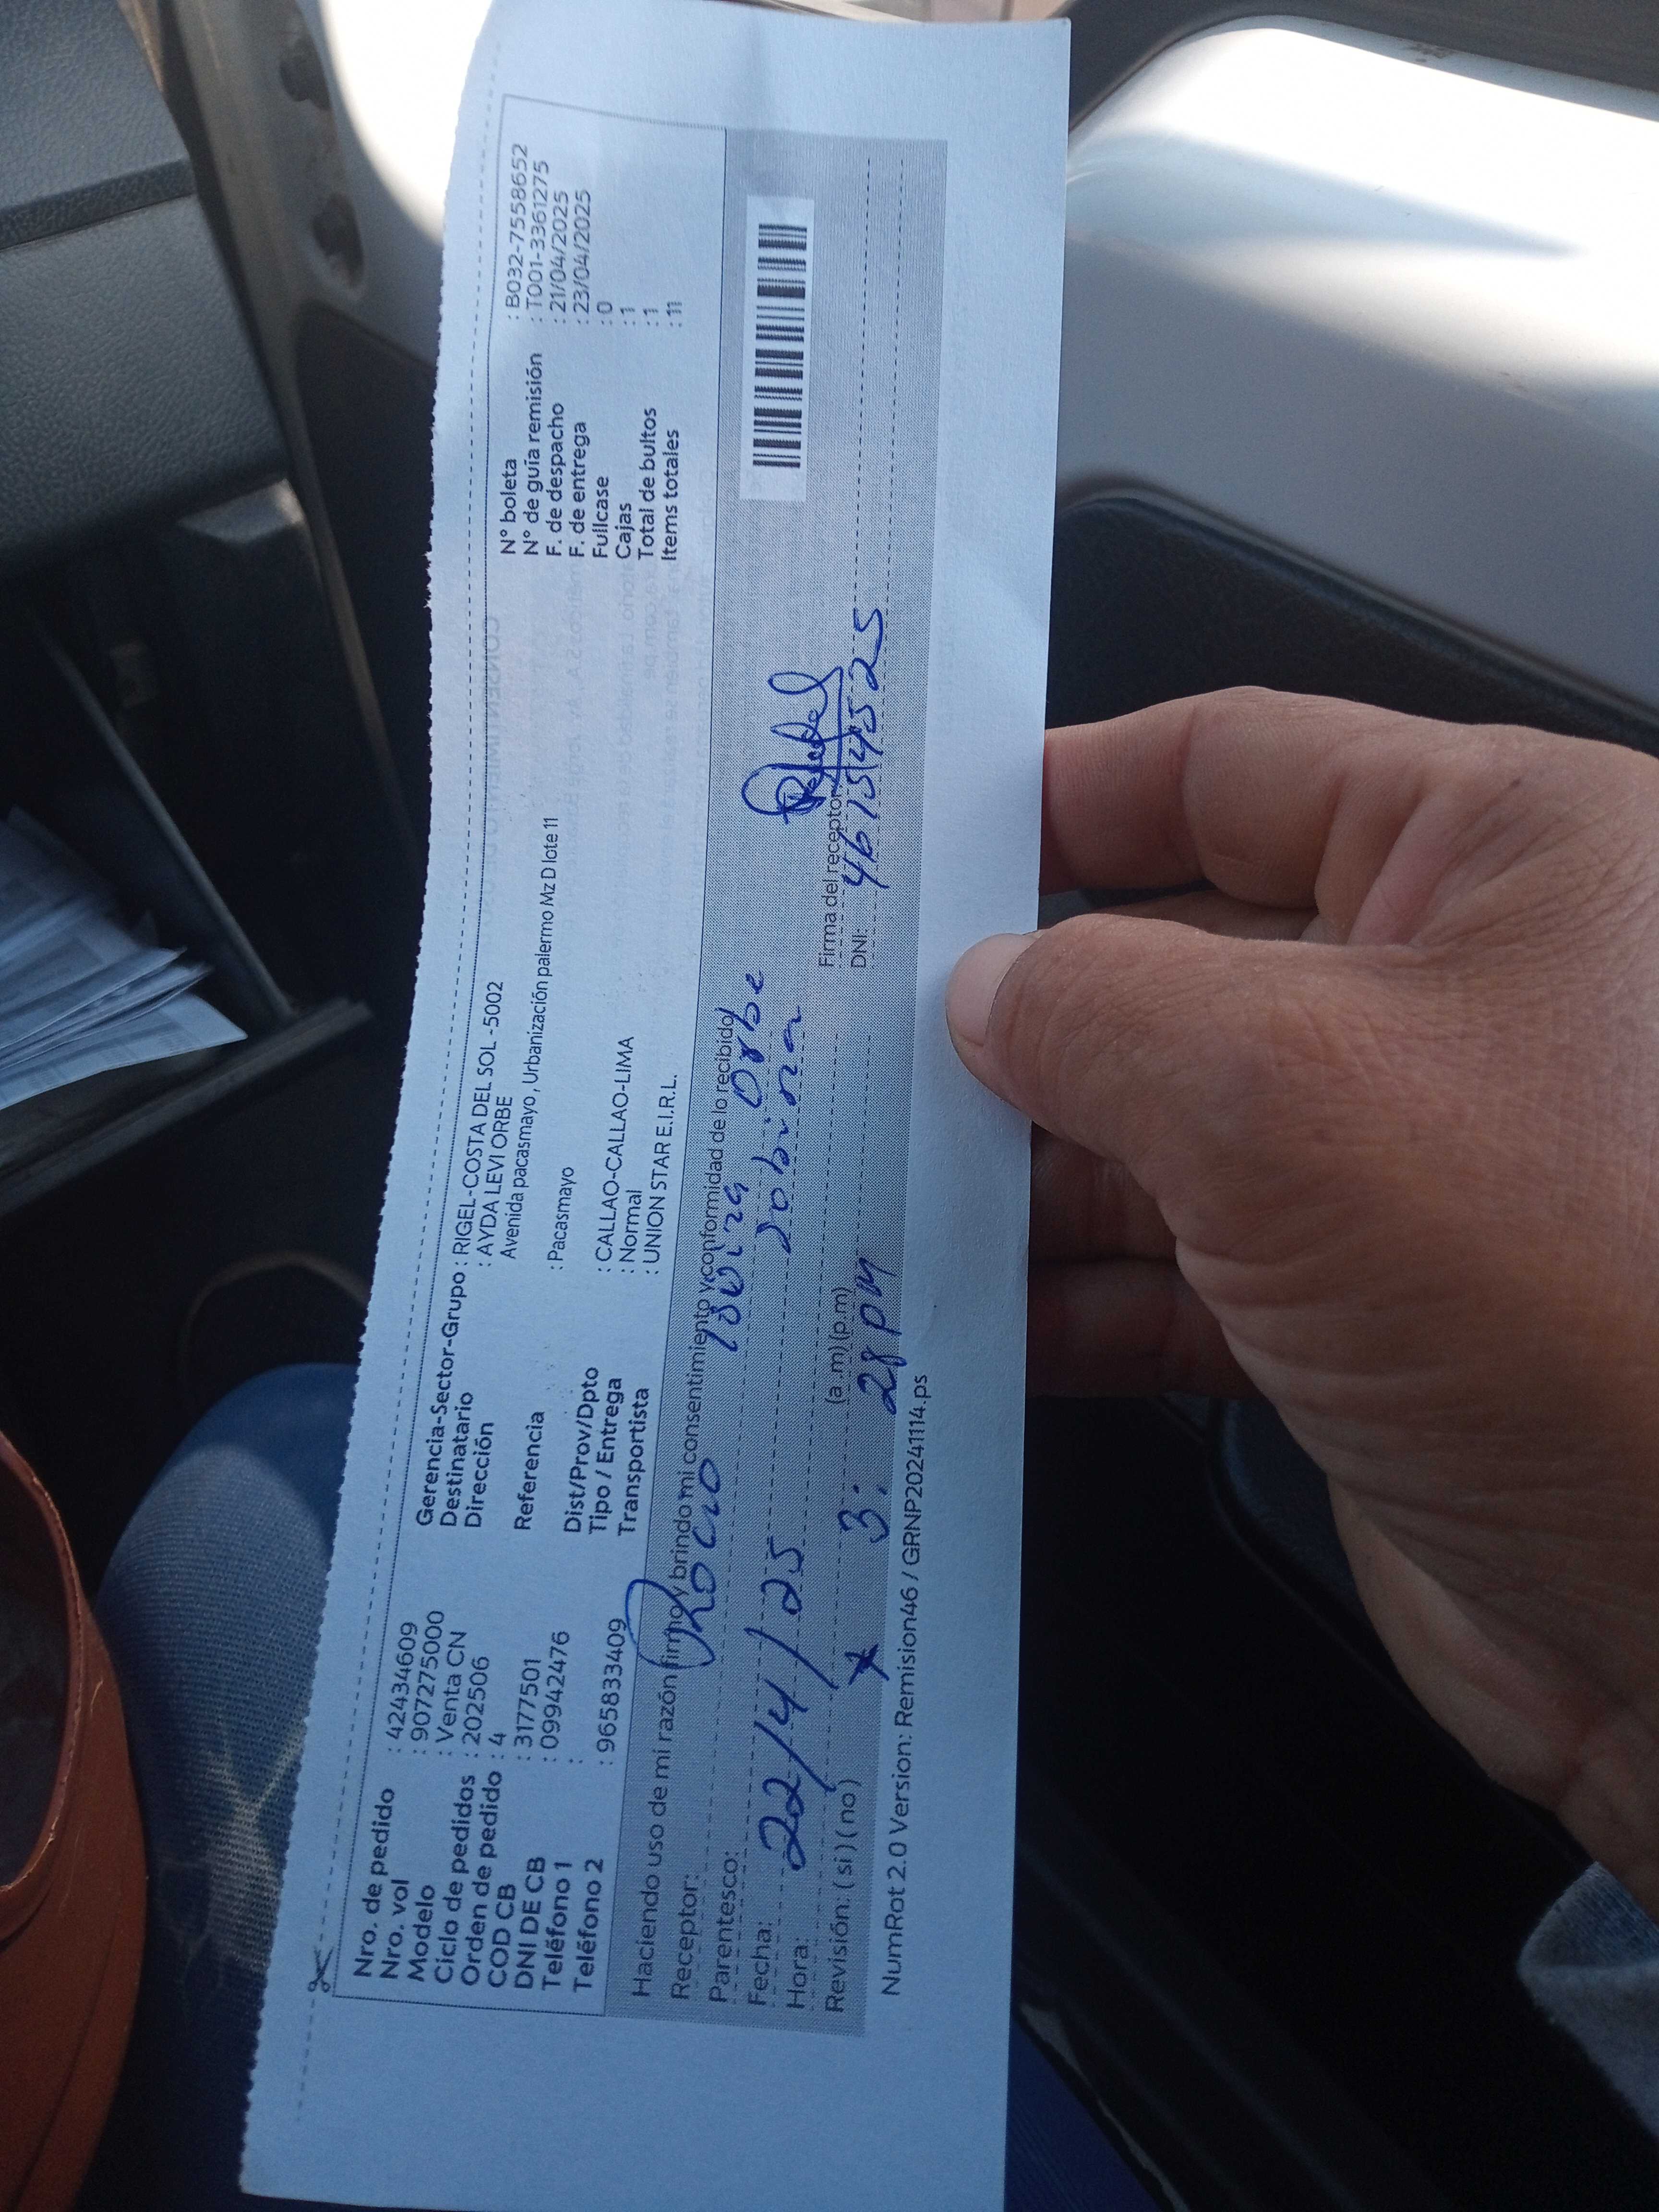 Nro. de pedido : 42434609
Nro. vol : 9072775000
Modelo : Venta CN
Ciclo de pedidos : 202506
Orden de pedido : 4
COD CB : 3177501
DNI DE CB : 09942476
Teléfono 1 :
Teléfono 2 : 965833409
Gerencia-Sector-Grupo : RIGEL-COSTA DEL SOL -5002
Destinatario : AYDA LEVI ORBE
Dirección Avenida pacasmayo , Urbanización palermo Mz D lote 11
Referencia : Pacasmayo
Dist/Prov/Dpto : CALLAO-CALLAO-LIMA
Tipo / Entrega : Normal
Transportista : UNION STAR E.I.R.L.
N° boleta : B032-7558652
N° de guía remisión : T001-3361275
F. de despacho : 21/04/2025
F. de entrega : 23/04/2025
Fullcase : 0
Cajas : 1
Total de bultos : 1
Items totales : 11
Haciendo uso de mi razón firmo y brindo mi consentimiento y conformidad de lo recibido
Receptor: Rocio Orbe
Parentesco: sobrina
Fecha: 22/4/25
Hora: (a .m) (p.m) 3:28 pm
Revisión: ( si ) ( no )
Firma del receptor:
DNI: 46154525
NumRot 2.0 Version: Remision46 / GRNP20241114.ps